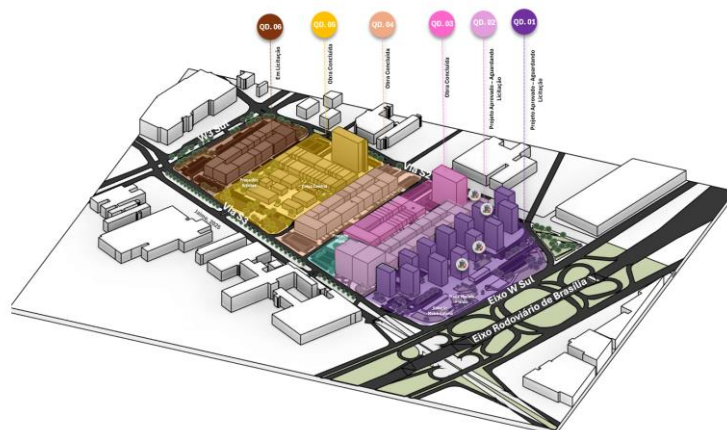 QD. 06
QD. 05
QD. 04
QD. 03
QD. 02
QD. 01
Em Licitação
Obra Concluída
Obra Concluída
Obra Concluída
Projeto Aprovado - Aguardando
Licitação
Projeto Aprovado - Aguardando
Licitação
W3 Sul
Via S2
Via S1
Eixo W Sul
Eixo Rodoviário de Brasília